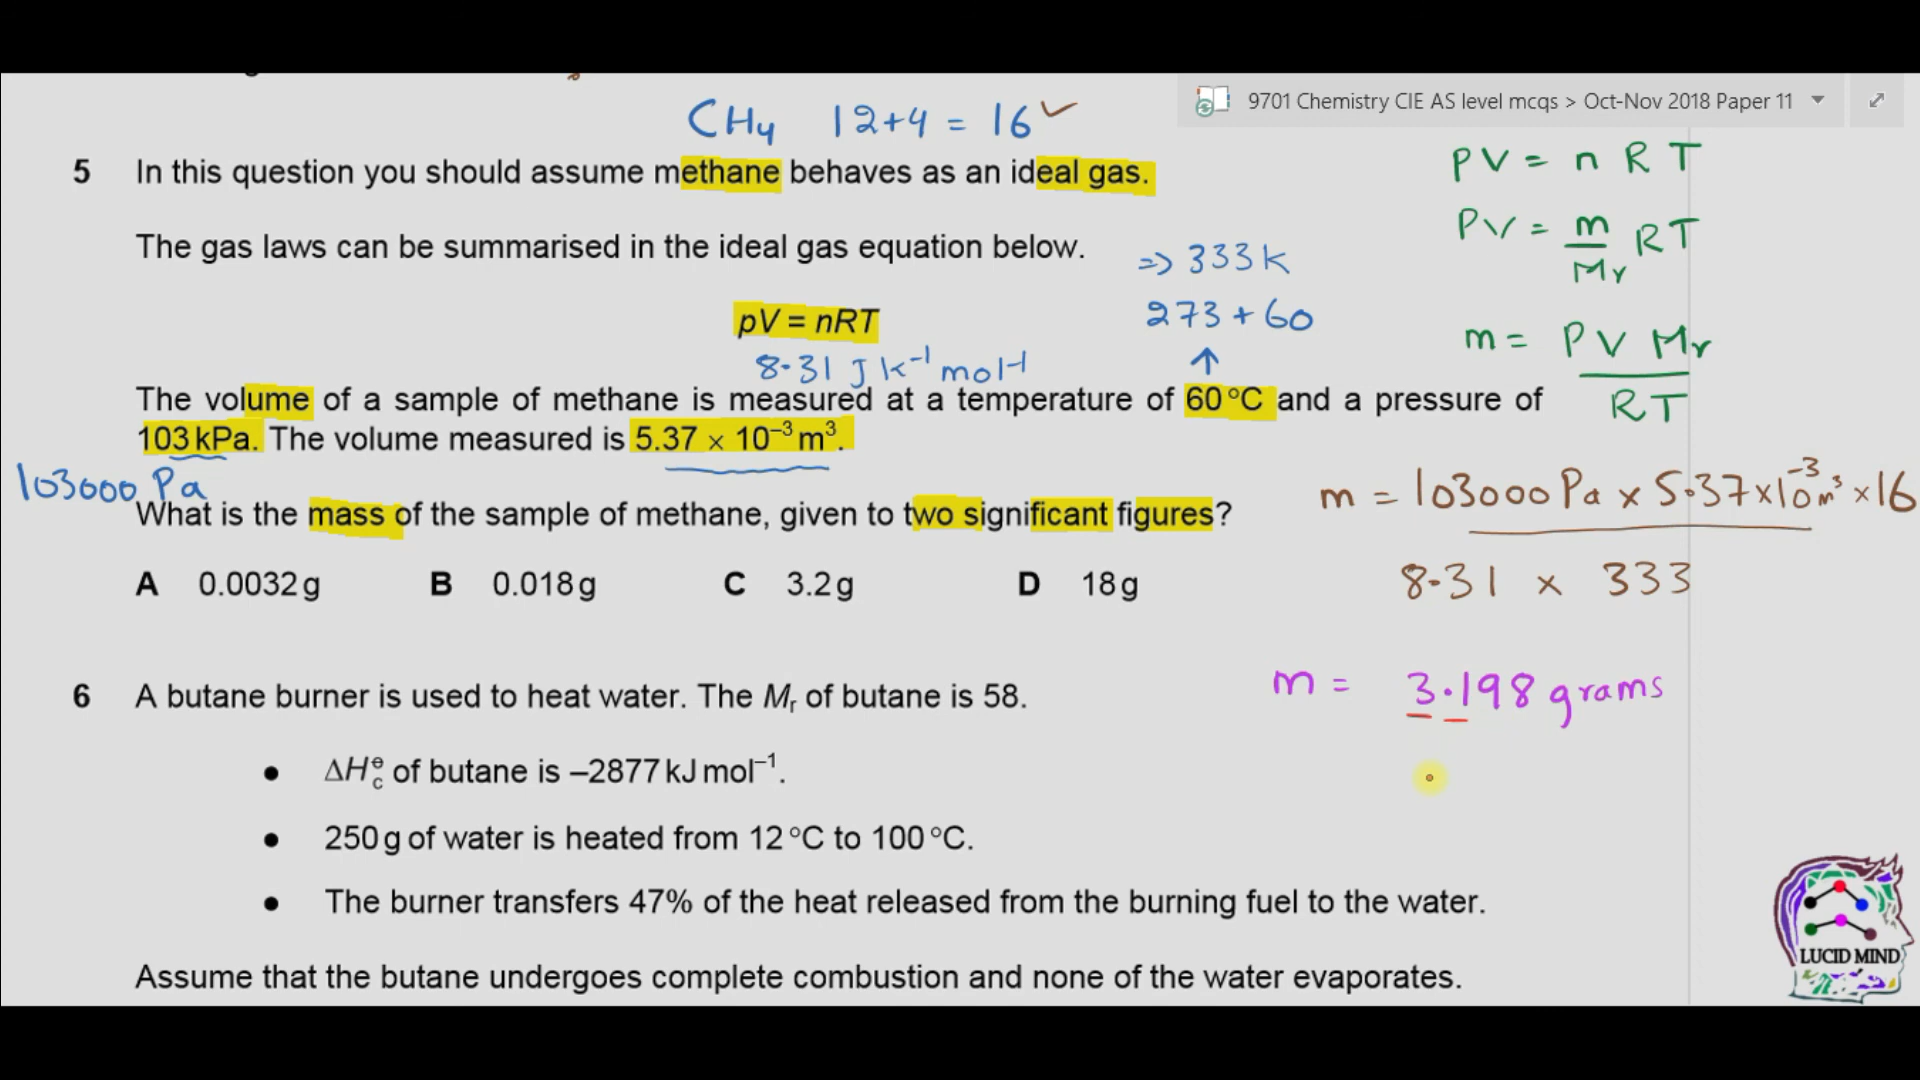 9701 Chemistry CIE AS level mcqs > Oct-Nov 2018 Paper 11
CH4 12+4 = 16 ✓
5 In this question you should assume methane behaves as an ideal gas.
The gas laws can be summarised in the ideal gas equation below.
pV = nRT
8.31 J k⁻¹ mol⁻¹
⇒ 333 k
273 + 60
↑
The volume of a sample of methane is measured at a temperature of 60 °C and a pressure of
103 kPa. The volume measured is 5.37 × 10⁻³ m³.
103000 Pa
What is the mass of the sample of methane, given to two significant figures?
A 0.0032 g B 0.018 g C 3.2 g D 18 g
PV = n R T
PV = m/Mr RT
m = PV Mr
RT
m = 103000 Pa × 5.37 × 10⁻³ m³ × 16
8.31 × 333
m = 3.198 grams
6 A butane burner is used to heat water. The Mr of butane is 58.
● ΔH⦵c of butane is –2877 kJ mol⁻¹.
● 250 g of water is heated from 12 °C to 100 °C.
● The burner transfers 47% of the heat released from the burning fuel to the water.
Assume that the butane undergoes complete combustion and none of the water evaporates.
LUCID MIND